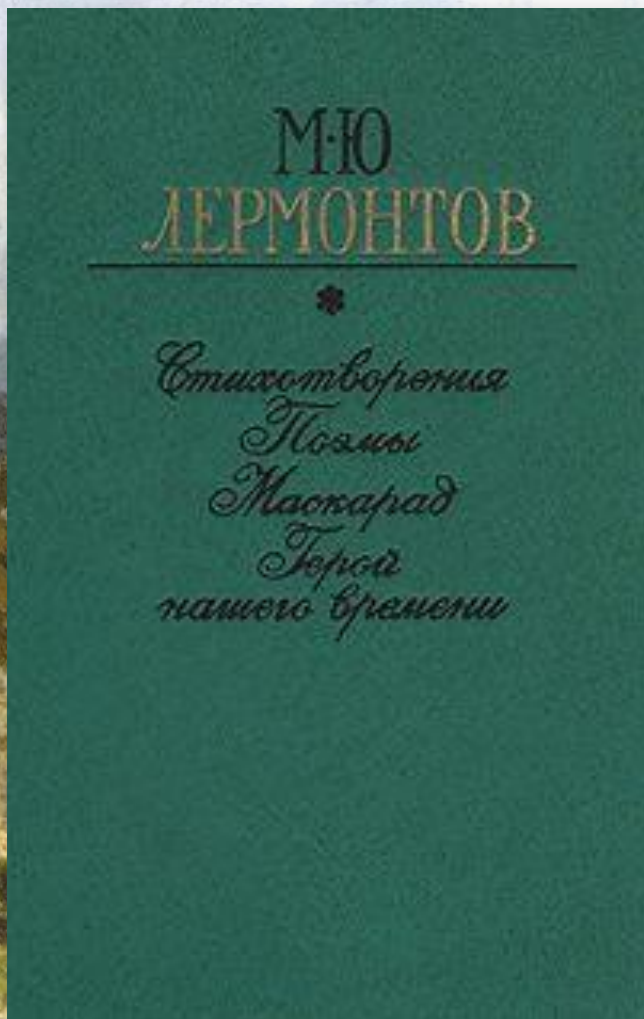 М·Ю
ЛЕРМОНТОВ
*
Стихотворения
Поэмы
Маскарад
Герой
нашего времени